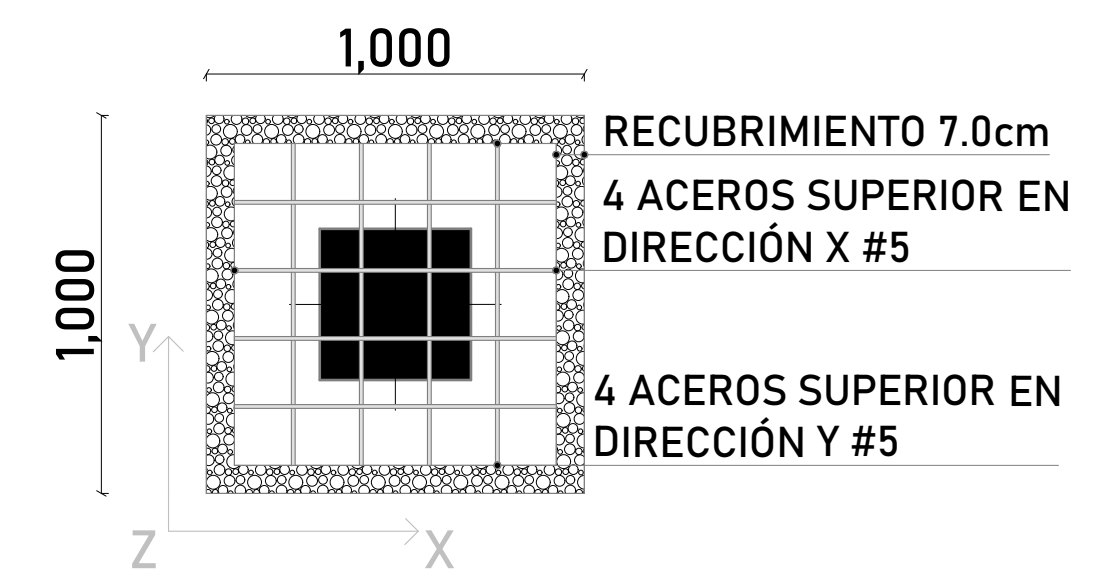 1,000
1,000
RECUBRIMIENTO 7.0cm
4 ACEROS SUPERIOR EN
DIRECCIÓN X #5
4 ACEROS SUPERIOR EN
DIRECCIÓN Y #5
Y
Z
X